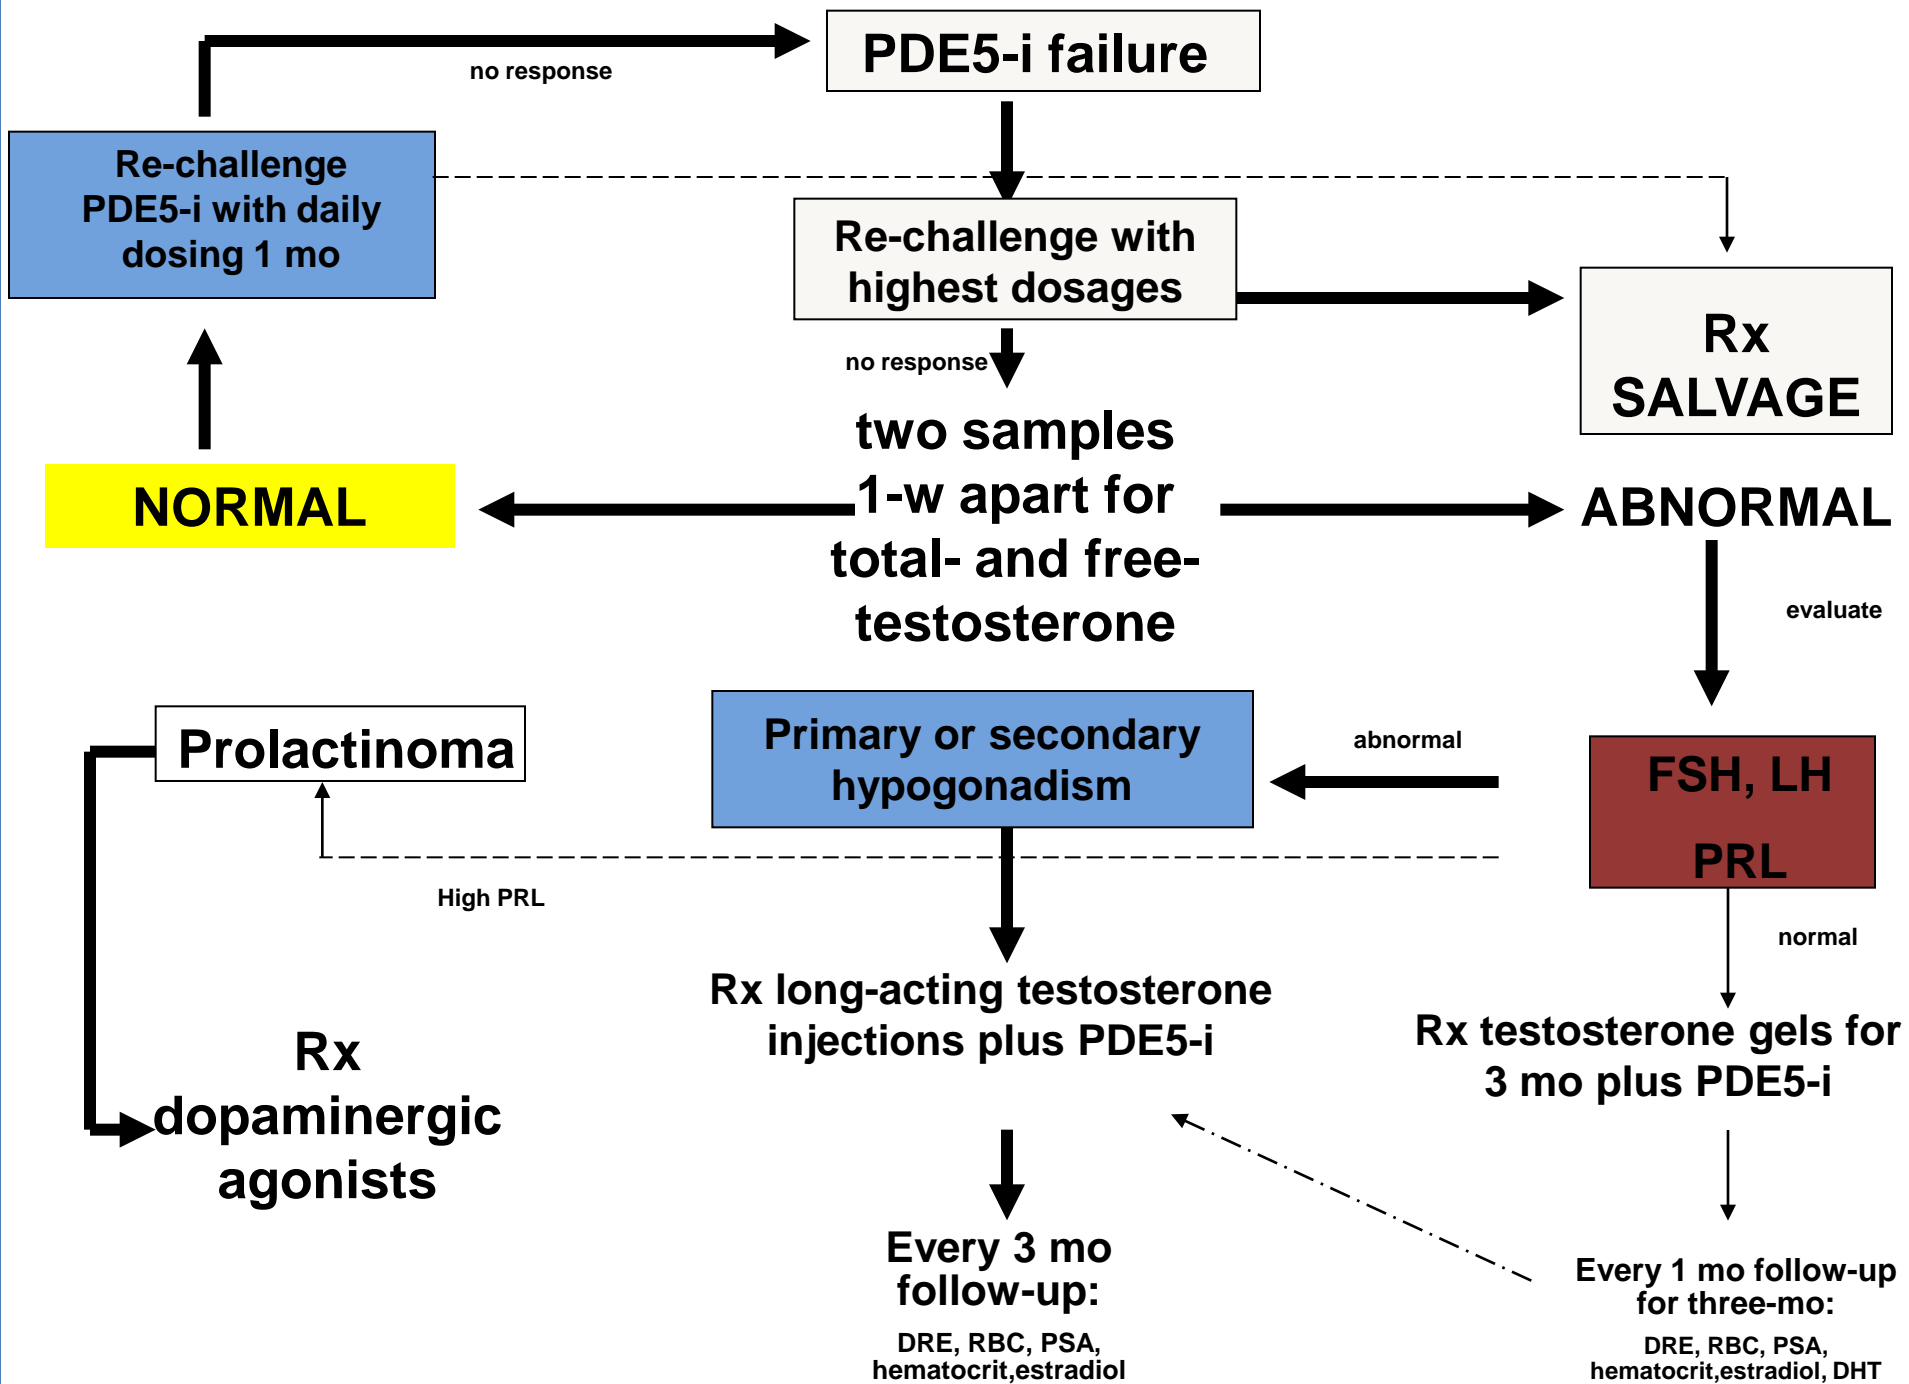 PDE5-i failure
no response
Re-challenge
PDE5-i with daily
dosing 1 mo
Re-challenge with
highest dosages
Rx
SALVAGE
no response
two samples
1-w apart for
total- and free-
testosterone
NORMAL
ABNORMAL
evaluate
Prolactinoma
Primary or secondary
hypogonadism
abnormal
FSH, LH
PRL
High PRL
normal
Rx long-acting testosterone
injections plus PDE5-i
Rx testosterone gels for
3 mo plus PDE5-i
Rx
dopaminergic
agonists
Every 3 mo
follow-up:
DRE, RBC, PSA,
hematocrit,estradiol
Every 1 mo follow-up
for three-mo:
DRE, RBC, PSA,
hematocrit,estradiol, DHT